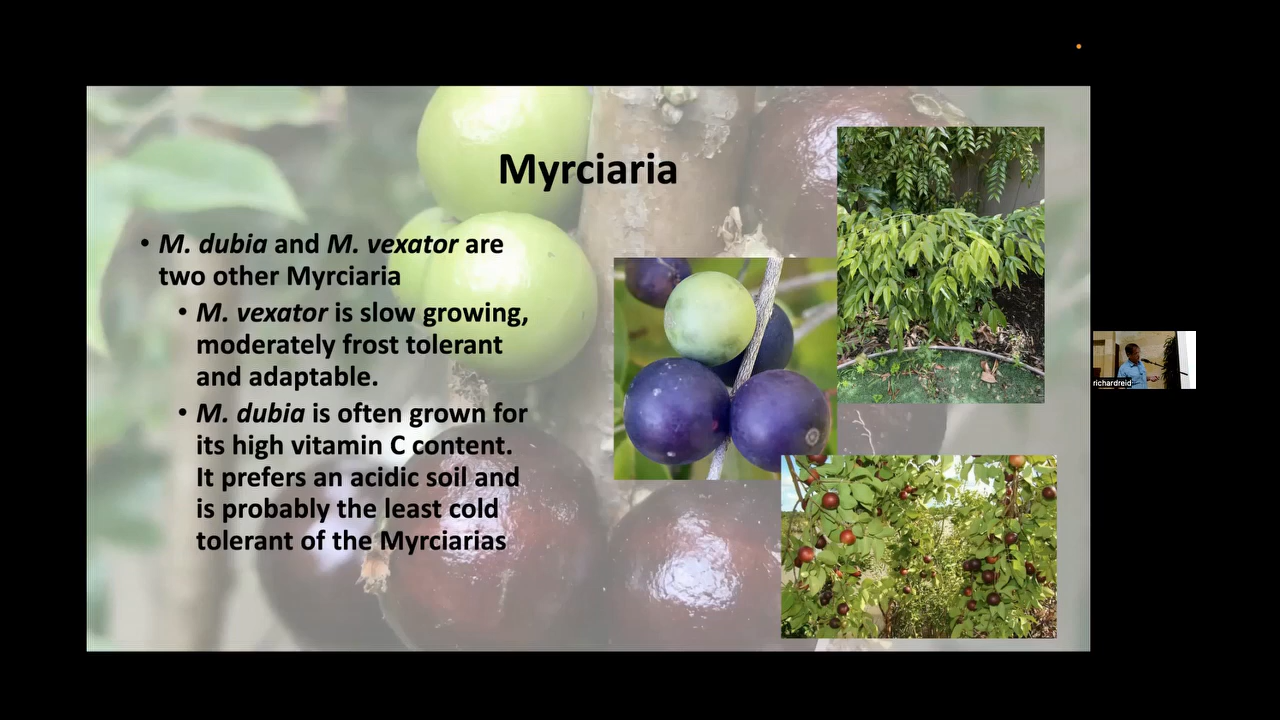 Myrciaria
• M. dubia and M. vexator are
two other Myrciaria
• M. vexator is slow growing,
moderately frost tolerant
and adaptable.
• M. dubia is often grown for
its high vitamin C content.
It prefers an acidic soil and
is probably the least cold
tolerant of the Myrciarias
richardreid